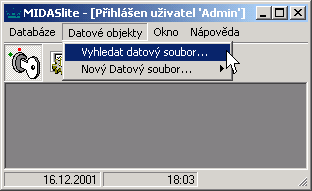 MIDASlite - [Přihlášen uživatel 'Admin']
Databáze Datové objekty Okno Nápověda
Vyhledat datový soubor...
Nový Datový soubor...
16.12.2001 18:03